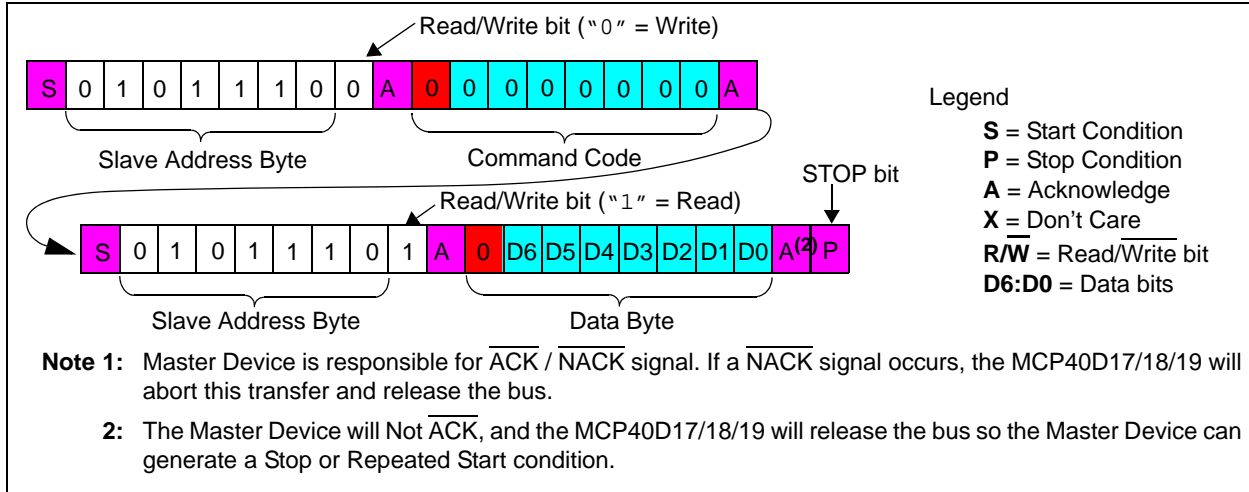 Read/Write bit (“0” = Write)
S 0 1 0 1 1 1 0 0 A 0 0 0 0 0 0 0 0 A
Slave Address Byte Command Code
Legend
S = Start Condition
P = Stop Condition
A = Acknowledge
X = Don't Care
R/W = Read/Write bit
D6:D0 = Data bits
STOP bit
Read/Write bit (“1” = Read)
S 0 1 0 1 1 1 0 1 A 0 D6 D5 D4 D3 D2 D1 D0 A(2) P
Slave Address Byte Data Byte
Note 1: Master Device is responsible for ACK / NACK signal. If a NACK signal occurs, the MCP40D17/18/19 will
abort this transfer and release the bus.
2: The Master Device will Not ACK, and the MCP40D17/18/19 will release the bus so the Master Device can
generate a Stop or Repeated Start condition.